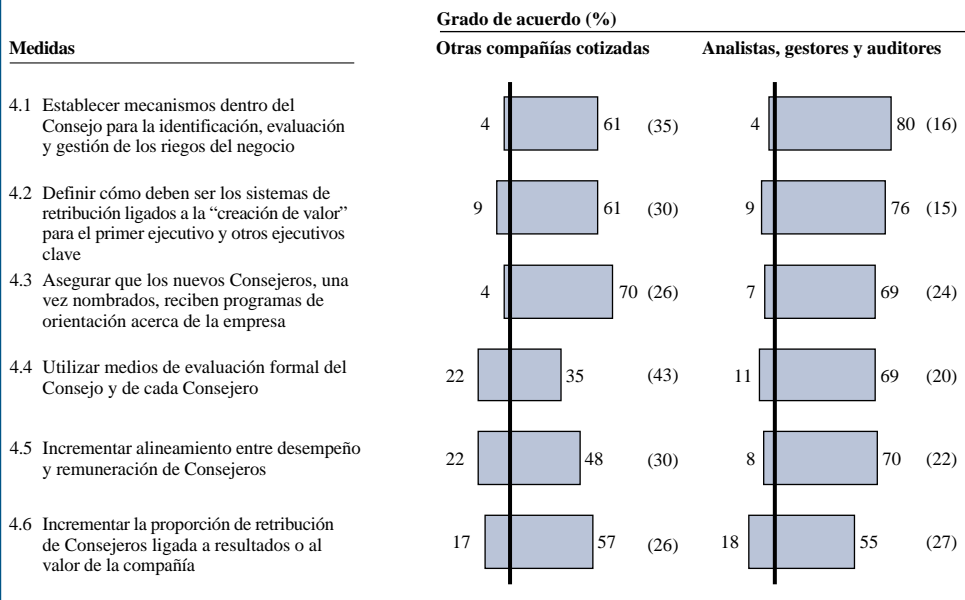 Grado de acuerdo (%)
Medidas
Otras compañías cotizadas
Analistas, gestores y auditores
4.1 Establecer mecanismos dentro del
Consejo para la identificación, evaluación
y gestión de los riegos del negocio
4 61 (35)
4 80 (16)
4.2 Definir cómo deben ser los sistemas de
retribución ligados a la “creación de valor”
para el primer ejecutivo y otros ejecutivos
clave
9 61 (30)
9 76 (15)
4.3 Asegurar que los nuevos Consejeros, una
vez nombrados, reciben programas de
orientación acerca de la empresa
4 70 (26)
7 69 (24)
4.4 Utilizar medios de evaluación formal del
Consejo y de cada Consejero
22 35 (43)
11 69 (20)
4.5 Incrementar alineamiento entre desempeño
y remuneración de Consejeros
22 48 (30)
8 70 (22)
4.6 Incrementar la proporción de retribución
de Consejeros ligada a resultados o al
valor de la compañía
17 57 (26)
18 55 (27)